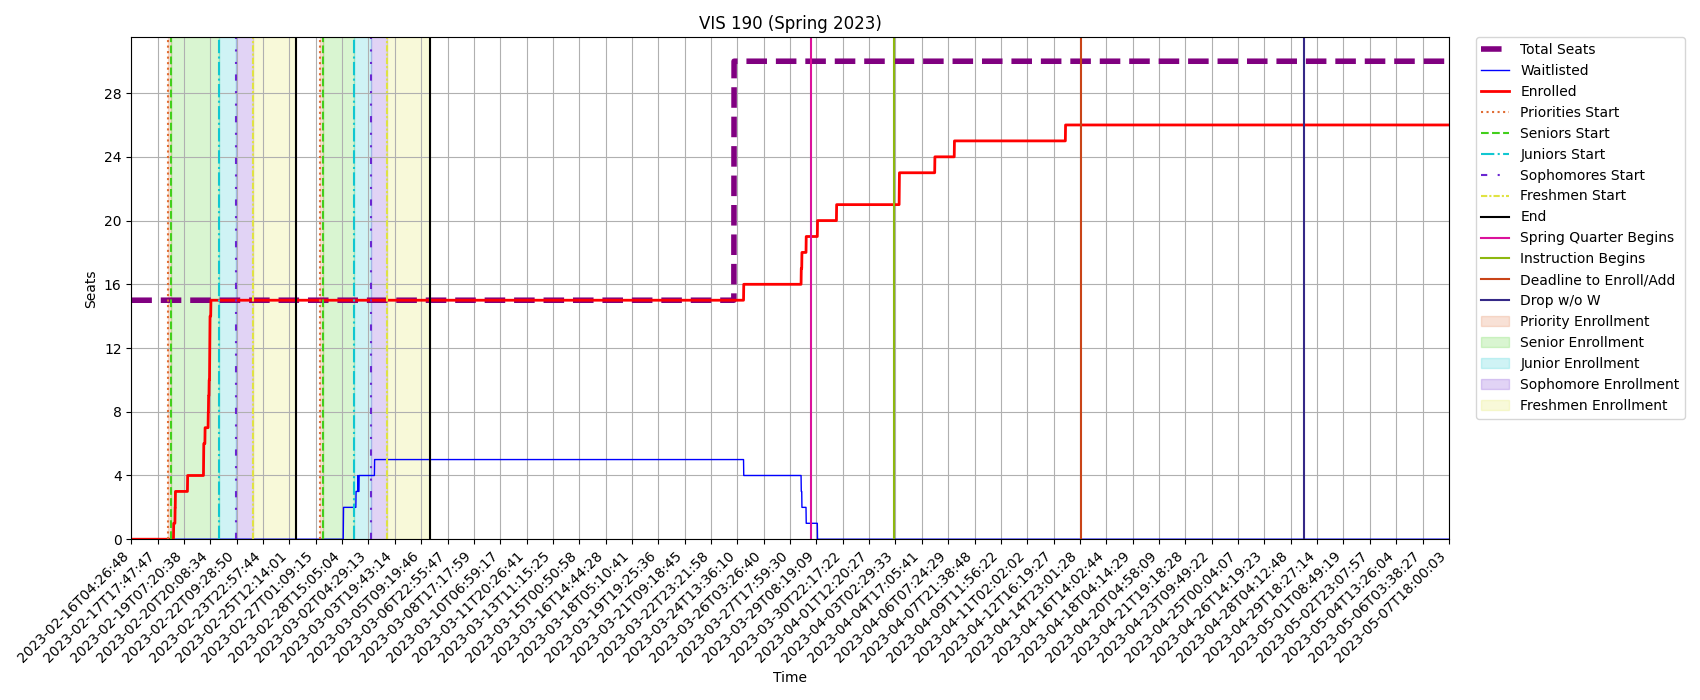 VIS 190 (Spring 2023)
Seats
28
24
20
16
12
8
4
0
2023-02-16T04:26:48
2023-02-17T17:47:47
2023-02-19T07:20:38
2023-02-20T20:08:34
2023-02-22T09:28:50
2023-02-23T22:57:44
2023-02-25T12:14:01
2023-02-27T01:09:15
2023-02-28T15:05:04
2023-03-02T04:29:13
2023-03-03T19:43:14
2023-03-05T09:19:46
2023-03-06T22:55:47
2023-03-08T17:17:59
2023-03-10T06:59:17
2023-03-11T20:26:41
2023-03-13T11:15:25
2023-03-15T00:50:58
2023-03-16T14:44:28
2023-03-18T05:10:41
2023-03-19T19:25:36
2023-03-21T09:18:45
2023-03-22T23:21:58
2023-03-24T13:36:10
2023-03-26T03:26:40
2023-03-27T17:59:30
2023-03-29T08:19:09
2023-03-30T22:17:22
2023-04-01T12:20:27
2023-04-03T02:29:33
2023-04-04T17:05:41
2023-04-06T07:24:29
2023-04-07T21:38:48
2023-04-09T11:56:22
2023-04-11T02:02:02
2023-04-12T16:19:27
2023-04-14T23:01:28
2023-04-16T14:02:44
2023-04-18T04:14:29
2023-04-20T04:58:09
2023-04-21T19:18:28
2023-04-23T09:49:22
2023-04-25T00:04:07
2023-04-26T14:19:23
2023-04-28T04:12:48
2023-04-29T18:27:14
2023-05-01T08:49:19
2023-05-02T23:07:57
2023-05-04T13:26:04
2023-05-06T03:38:27
2023-05-07T18:00:03
Time
Total Seats
Waitlisted
Enrolled
Priorities Start
Seniors Start
Juniors Start
Sophomores Start
Freshmen Start
End
Spring Quarter Begins
Instruction Begins
Deadline to Enroll/Add
Drop w/o W
Priority Enrollment
Senior Enrollment
Junior Enrollment
Sophomore Enrollment
Freshmen Enrollment